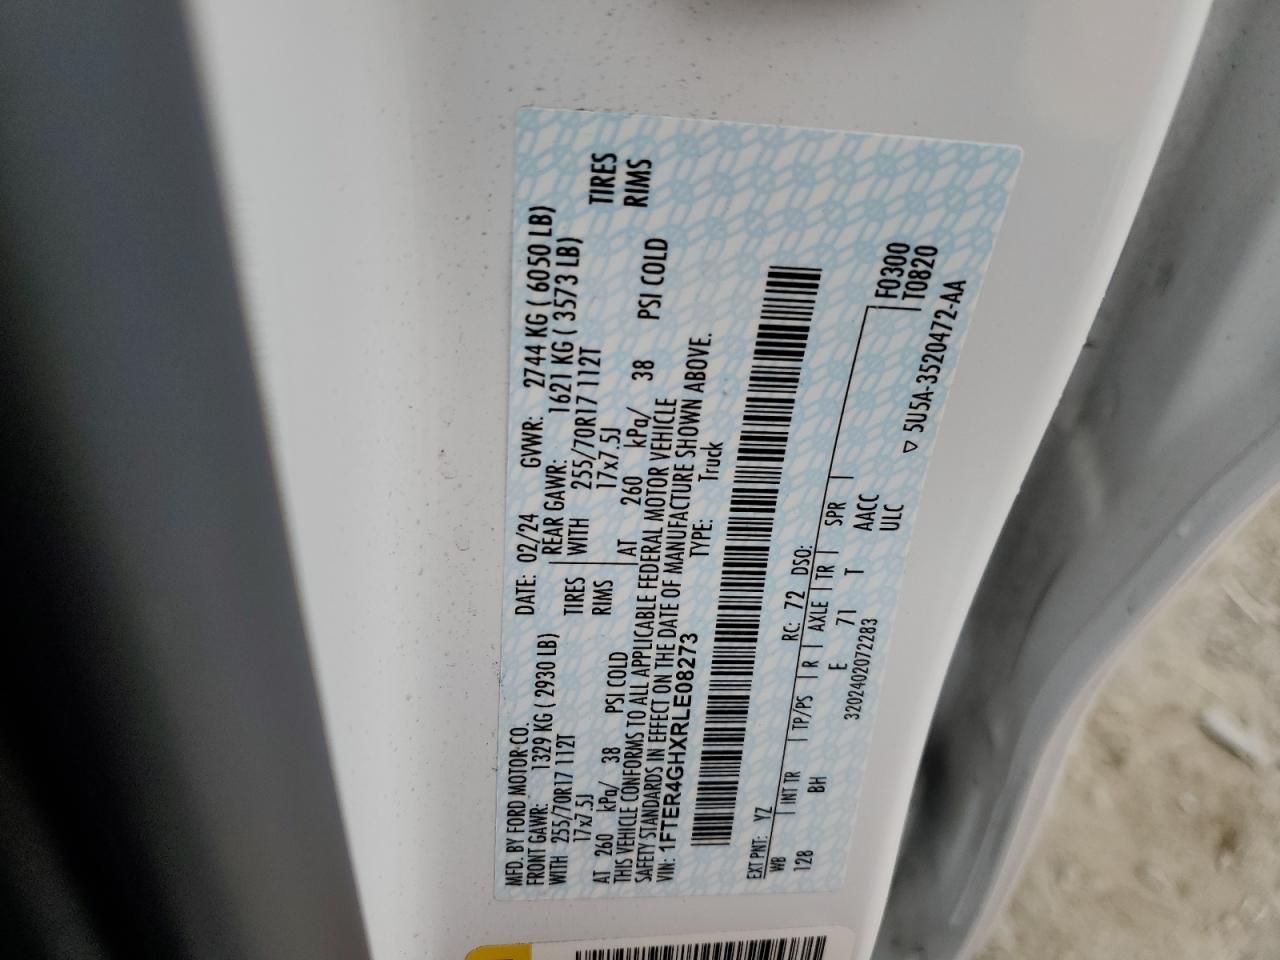 MFD. BY FORD MOTOR CO.
DATE: 02/24 GVWR: 2744 KG ( 6050 LB)
FRONT GAWR: 1329 KG ( 2930 LB)
REAR GAWR: 1621 KG ( 3573 LB)
WITH 255/70R17 112T TIRES
WITH 255/70R17 112T TIRES
17x7.5J RIMS
17x7.5J RIMS
AT 260 kPa/ 38 PSI COLD
AT 260 kPa/ 38 PSI COLD
THIS VEHICLE CONFORMS TO ALL APPLICABLE FEDERAL MOTOR VEHICLE
SAFETY STANDARDS IN EFFECT ON THE DATE OF MANUFACTURE SHOWN ABOVE.
VIN: 1FTER4GHXRLE08273
TYPE: Truck
EXT PNT: YZ RC: 72 DSO:
WB INT TR TP/PS R AXLE TR SPR F0300
128 BH E 71 T AACC T0820
3202402072283 ULC
▽ 5U5A-3520472-AA